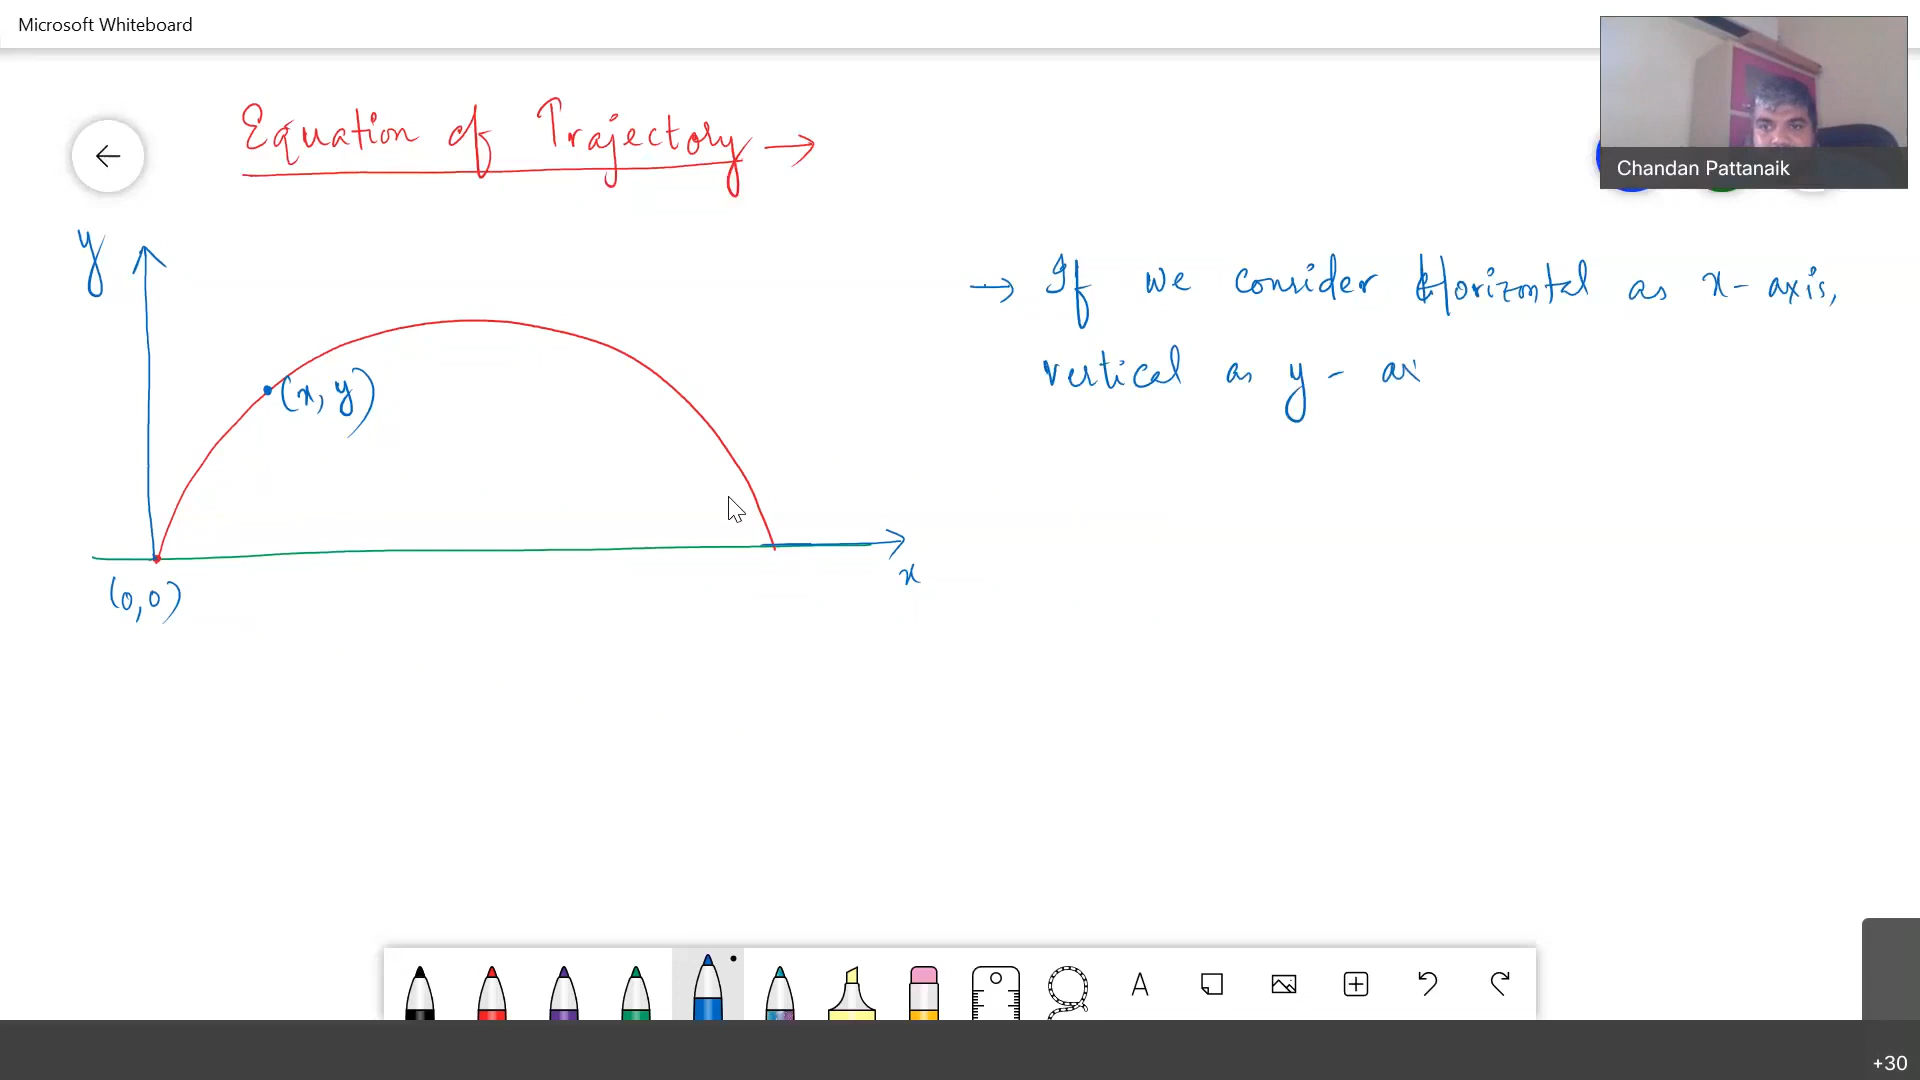 Microsoft Whiteboard
Chandan Pattanaik
Equation of Trajectory →
y
→ If we consider Horizontal as x-axis,
vertical as y - ax
(x, y)
x
(0,0)
A
+30